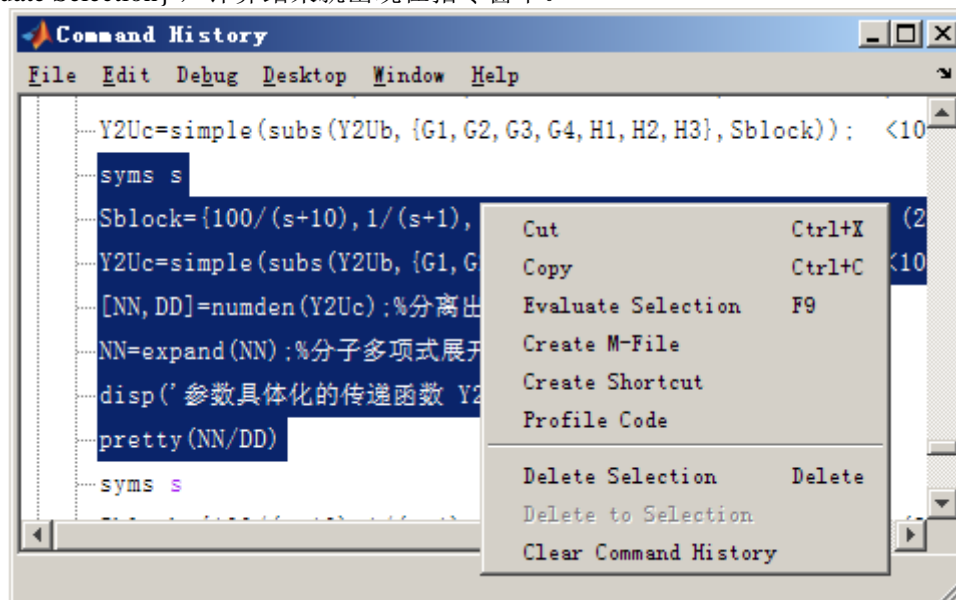 Command History
File Edit Debug Desktop Window Help
Y2Uc=simple(subs(Y2Ub,{G1,G2,G3,G4,H1,H2,H3},Sblock)); <10
syms s
Sblock={100/(s+10),1/(s+1), (2
Y2Uc=simple(subs(Y2Ub,{G1,G <10
[NN,DD]=numden(Y2Uc);%分离出
NN=expand(NN);%分子多项式展开
disp('参数具体化的传递函数 Y2
pretty(NN/DD)
syms s
Cut Ctrl+X
Copy Ctrl+C
Evaluate Selection F9
Create M-File
Create Shortcut
Profile Code
Delete Selection Delete
Delete to Selection
Clear Command History